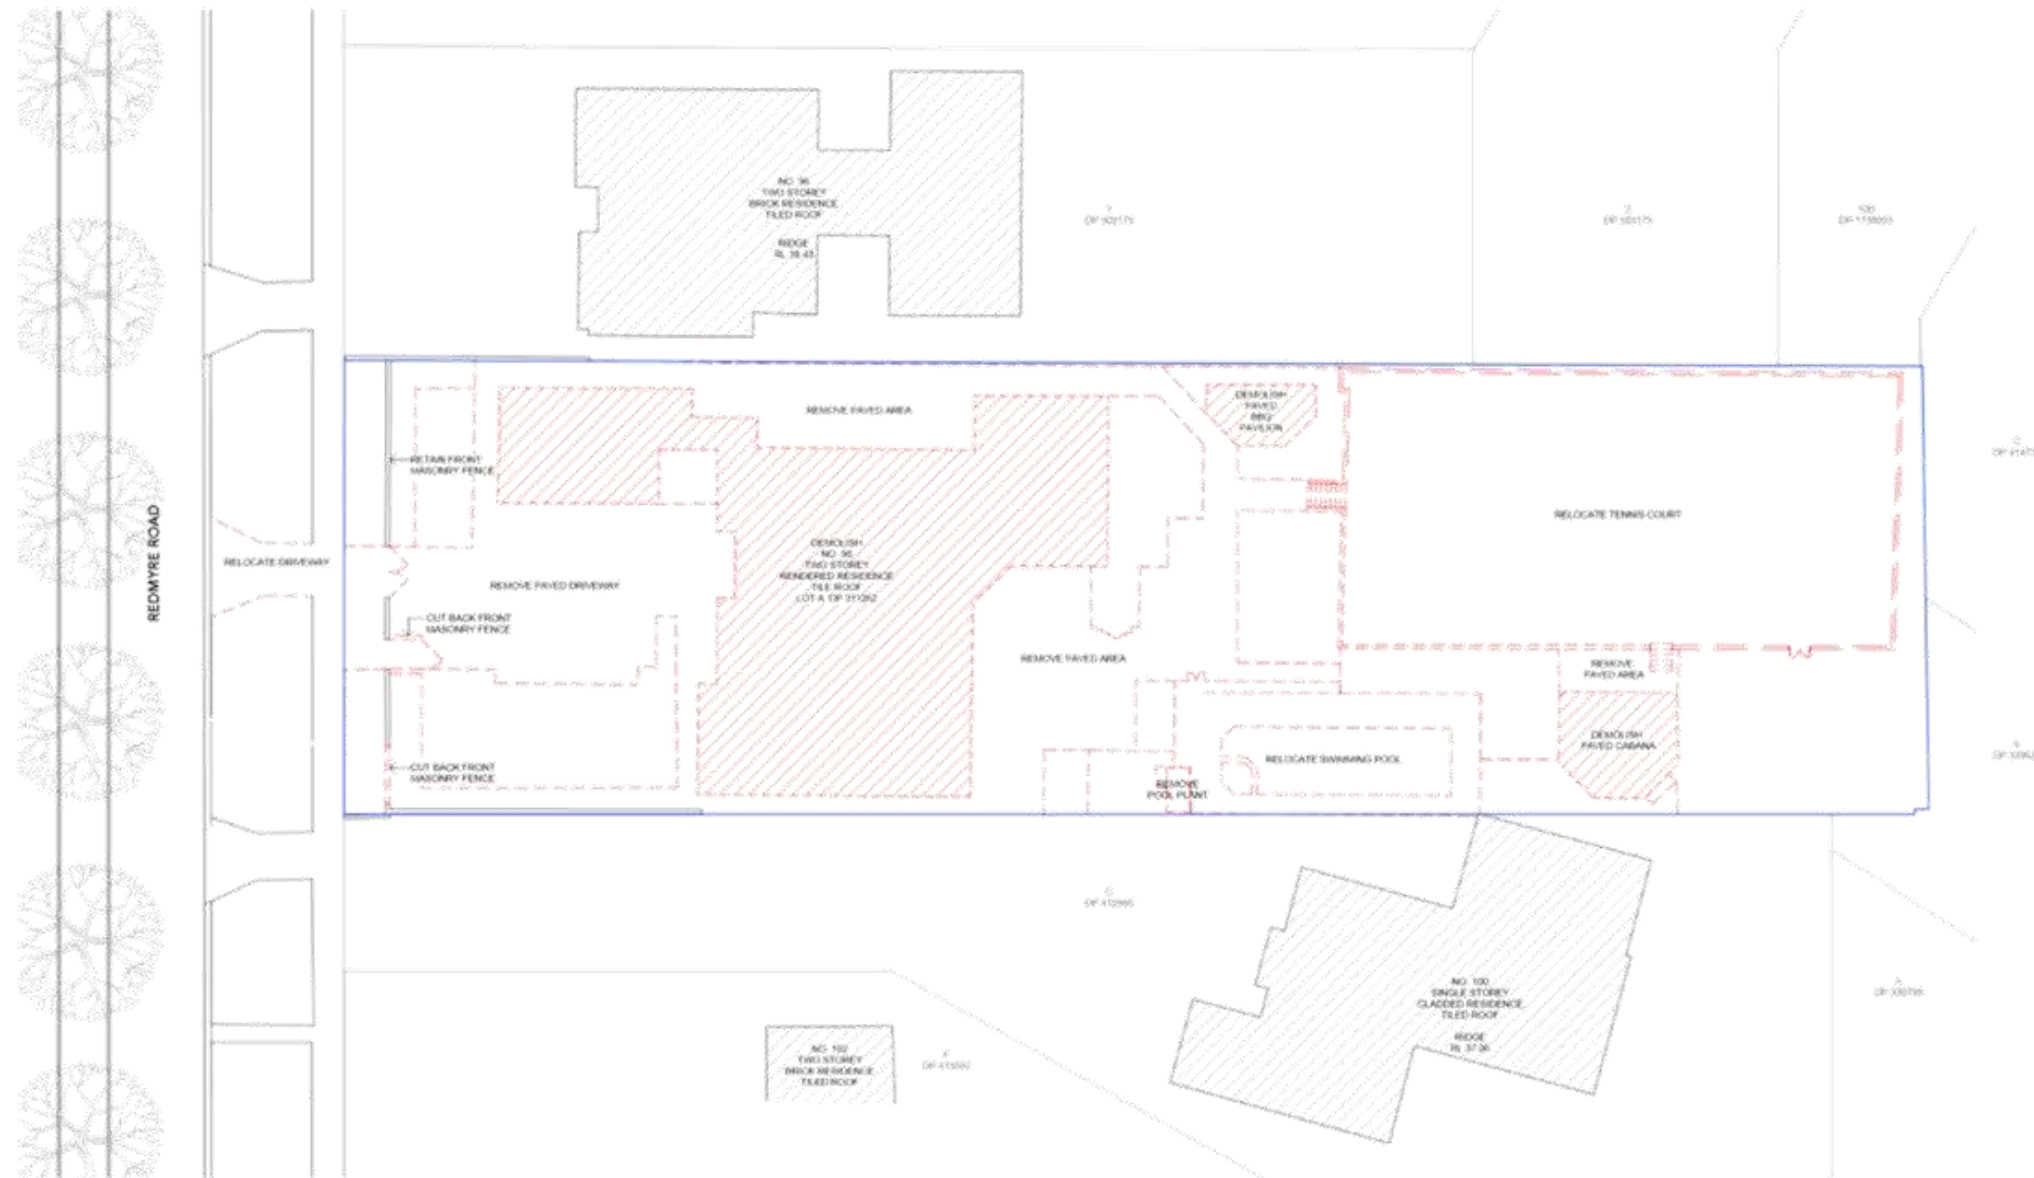 NO. 96
TWO STOREY
BRICK RESIDENCE
TILED ROOF
RIDGE
REMOVE PAVED AREA
DEMOLISH
PAVED
BBQ
PAVILION
RETAIN FRONT
MASONRY FENCE
RELOCATE TENNIS COURT
REDMYRE ROAD
RELOCATE DRIVEWAY
REMOVE PAVED DRIVEWAY
DEMOLISH
TWO STOREY
RENDERED RESIDENCE
TILE ROOF
CUT BACK FRONT
MASONRY FENCE
REMOVE PAVED AREA
REMOVE
PAVED AREA
DEMOLISH
PAVED CABANA
RELOCATE SWIMMING POOL
CUT BACK FRONT
MASONRY FENCE
REMOVE
POOL PLANT
NO. 100
SINGLE STOREY
CLADDED RESIDENCE
TILED ROOF
RIDGE
NO. 102
TWO STOREY
BRICK RESIDENCE
TILED ROOF